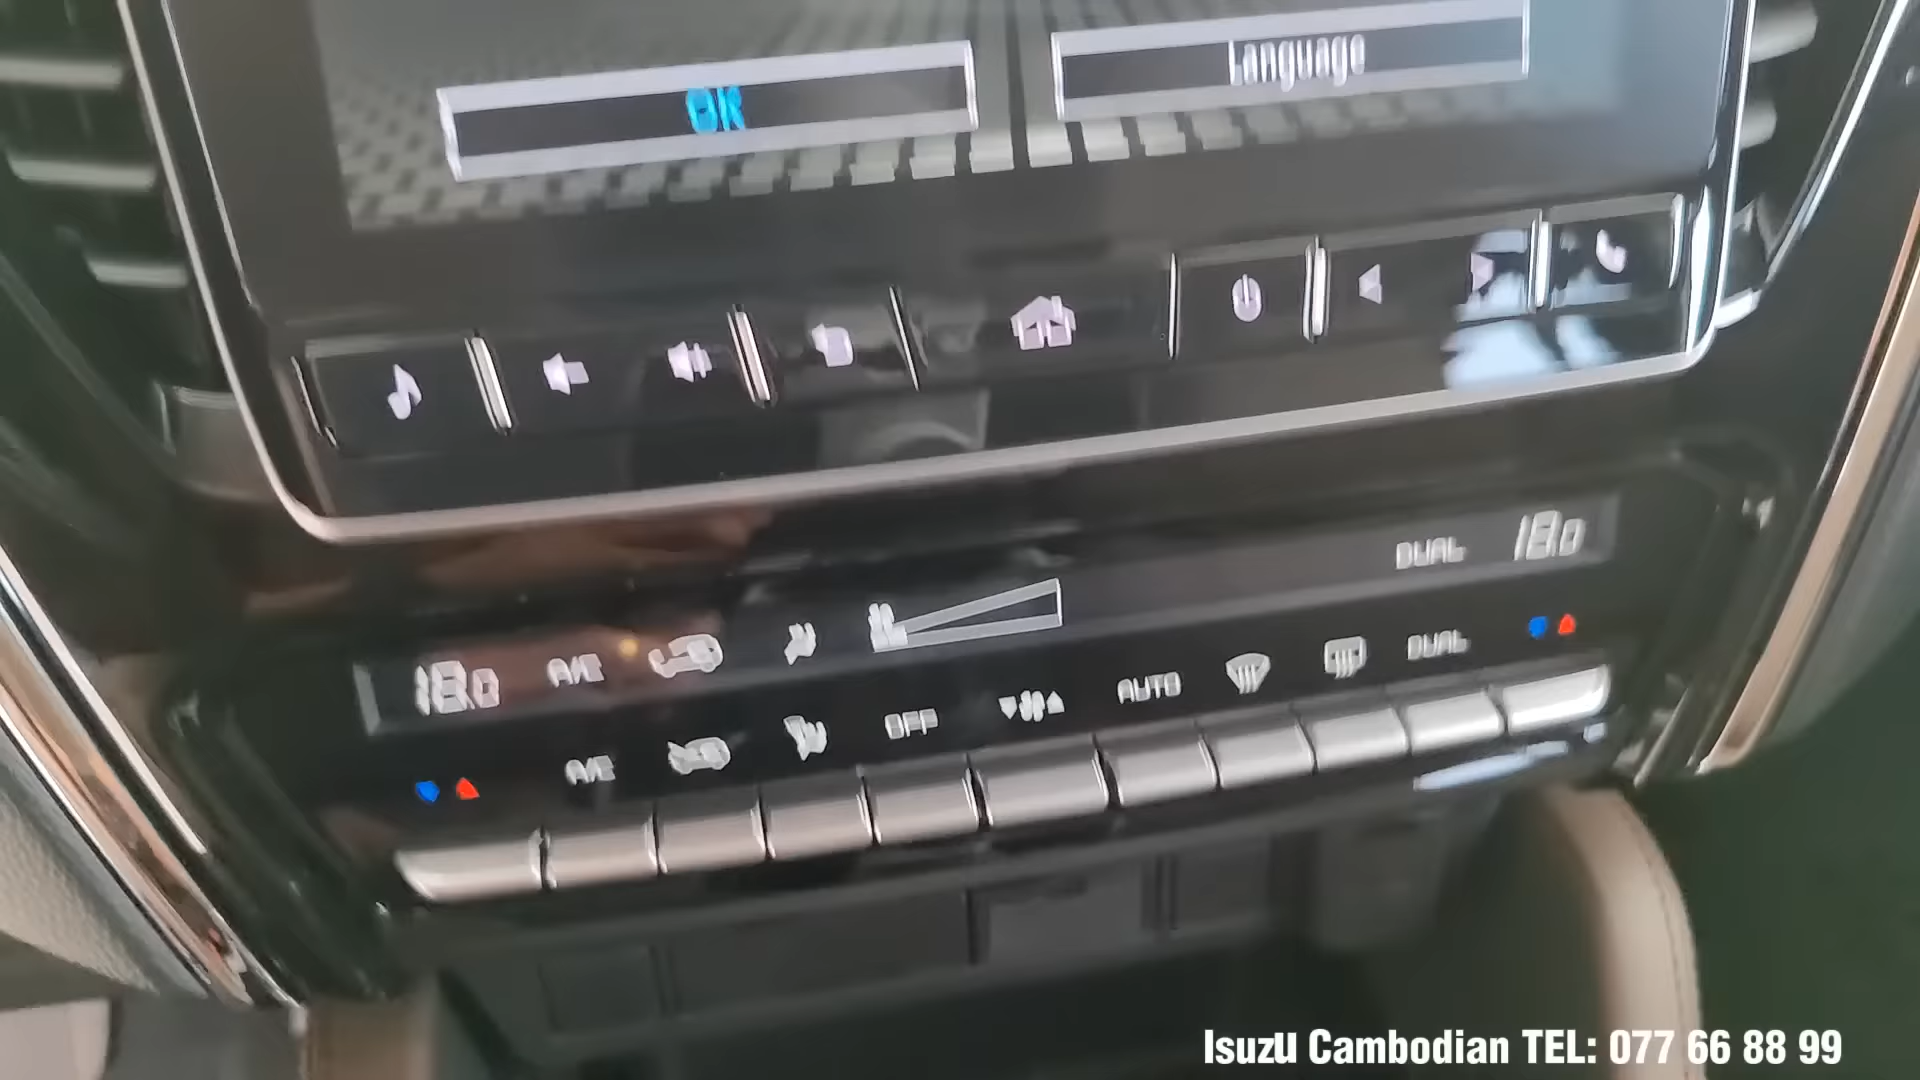 OK
Language
DUAL 18.0
18.0 A/C
A/C OFF AUTO DUAL
Isuzu Cambodian TEL: 077 66 88 99